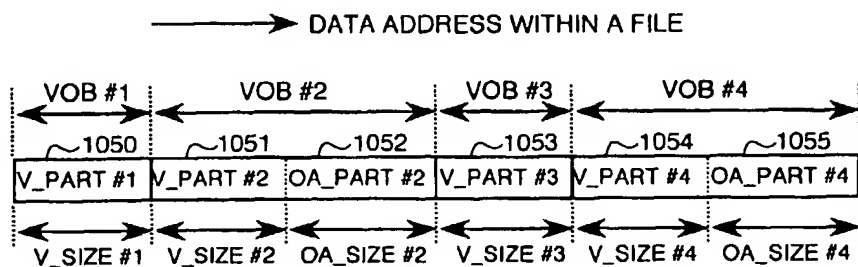 DATA ADDRESS WITHIN A FILE
VOB #1 VOB #2 VOB #3 VOB #4
1050 1051 1052 1053 1054 1055
V_PART #1 V_PART #2 OA_PART #2 V_PART #3 V_PART #4 OA_PART #4
V_SIZE #1 V_SIZE #2 OA_SIZE #2 V_SIZE #3 V_SIZE #4 OA_SIZE #4